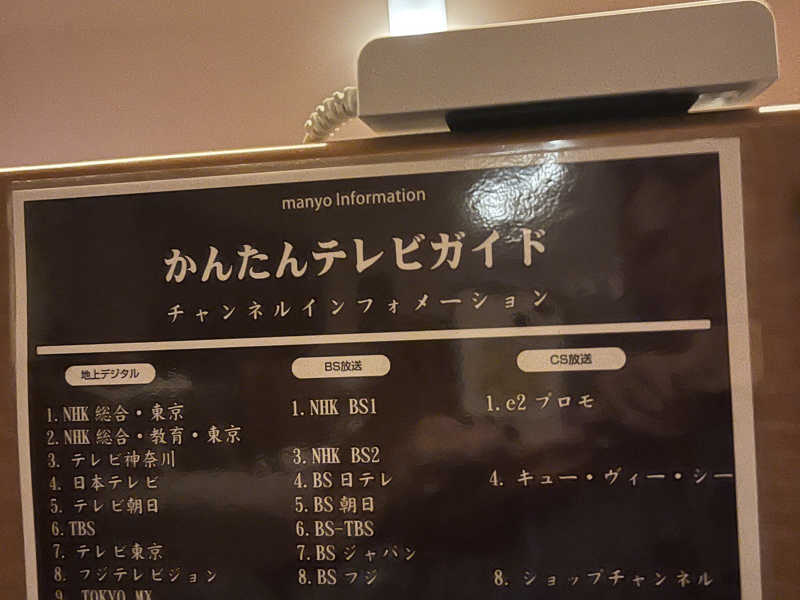 manyo Information
かんたんテレビガイド
チャンネルインフォメーション
地上デジタル
1. NHK 総合・東京
2. NHK 総合・教育・東京
3. テレビ神奈川
4. 日本テレビ
5. テレビ朝日
6. TBS
7. テレビ東京
8. フジテレビジョン
9. TOKYO MX
BS放送
1. NHK BS1
3. NHK BS2
4. BS 日テレ
5. BS 朝日
6. BS-TBS
7. BS ジャパン
8. BS フジ
CS放送
1. e2 プロモ
4. キュー・ヴィー・シー
8. ショップチャンネル